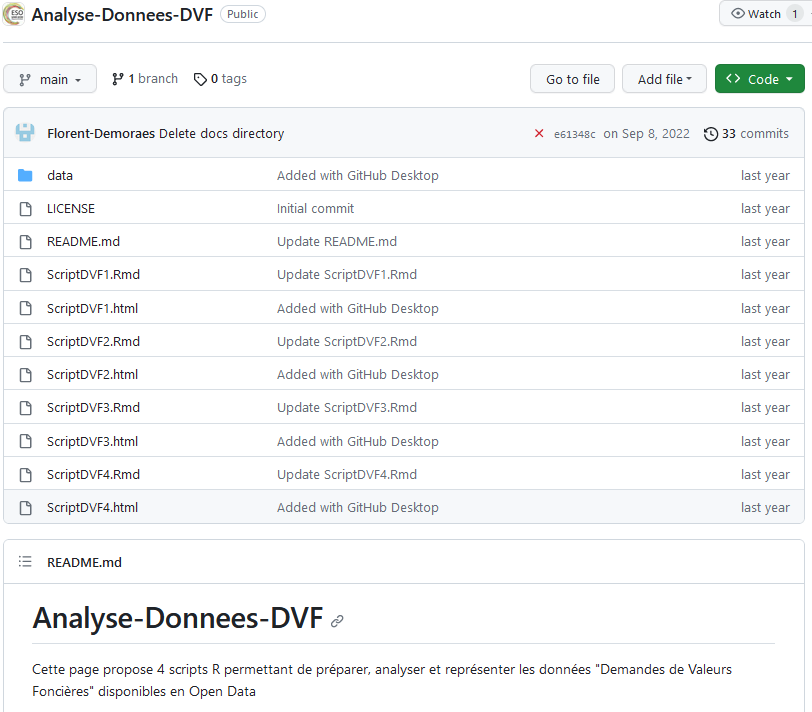 ESO
Analyse-Donnees-DVF Public Watch 1
main 1 branch 0 tags Go to file Add file Code
Florent-Demoraes Delete docs directory e61348c on Sep 8, 2022 33 commits
data Added with GitHub Desktop last year
LICENSE Initial commit last year
README.md Update README.md last year
ScriptDVF1.Rmd Update ScriptDVF1.Rmd last year
ScriptDVF1.html Added with GitHub Desktop last year
ScriptDVF2.Rmd Update ScriptDVF2.Rmd last year
ScriptDVF2.html Added with GitHub Desktop last year
ScriptDVF3.Rmd Update ScriptDVF3.Rmd last year
ScriptDVF3.html Added with GitHub Desktop last year
ScriptDVF4.Rmd Update ScriptDVF4.Rmd last year
ScriptDVF4.html Added with GitHub Desktop last year
README.md
Analyse-Donnees-DVF
Cette page propose 4 scripts R permettant de préparer, analyser et représenter les données "Demandes de Valeurs
Foncières" disponibles en Open Data